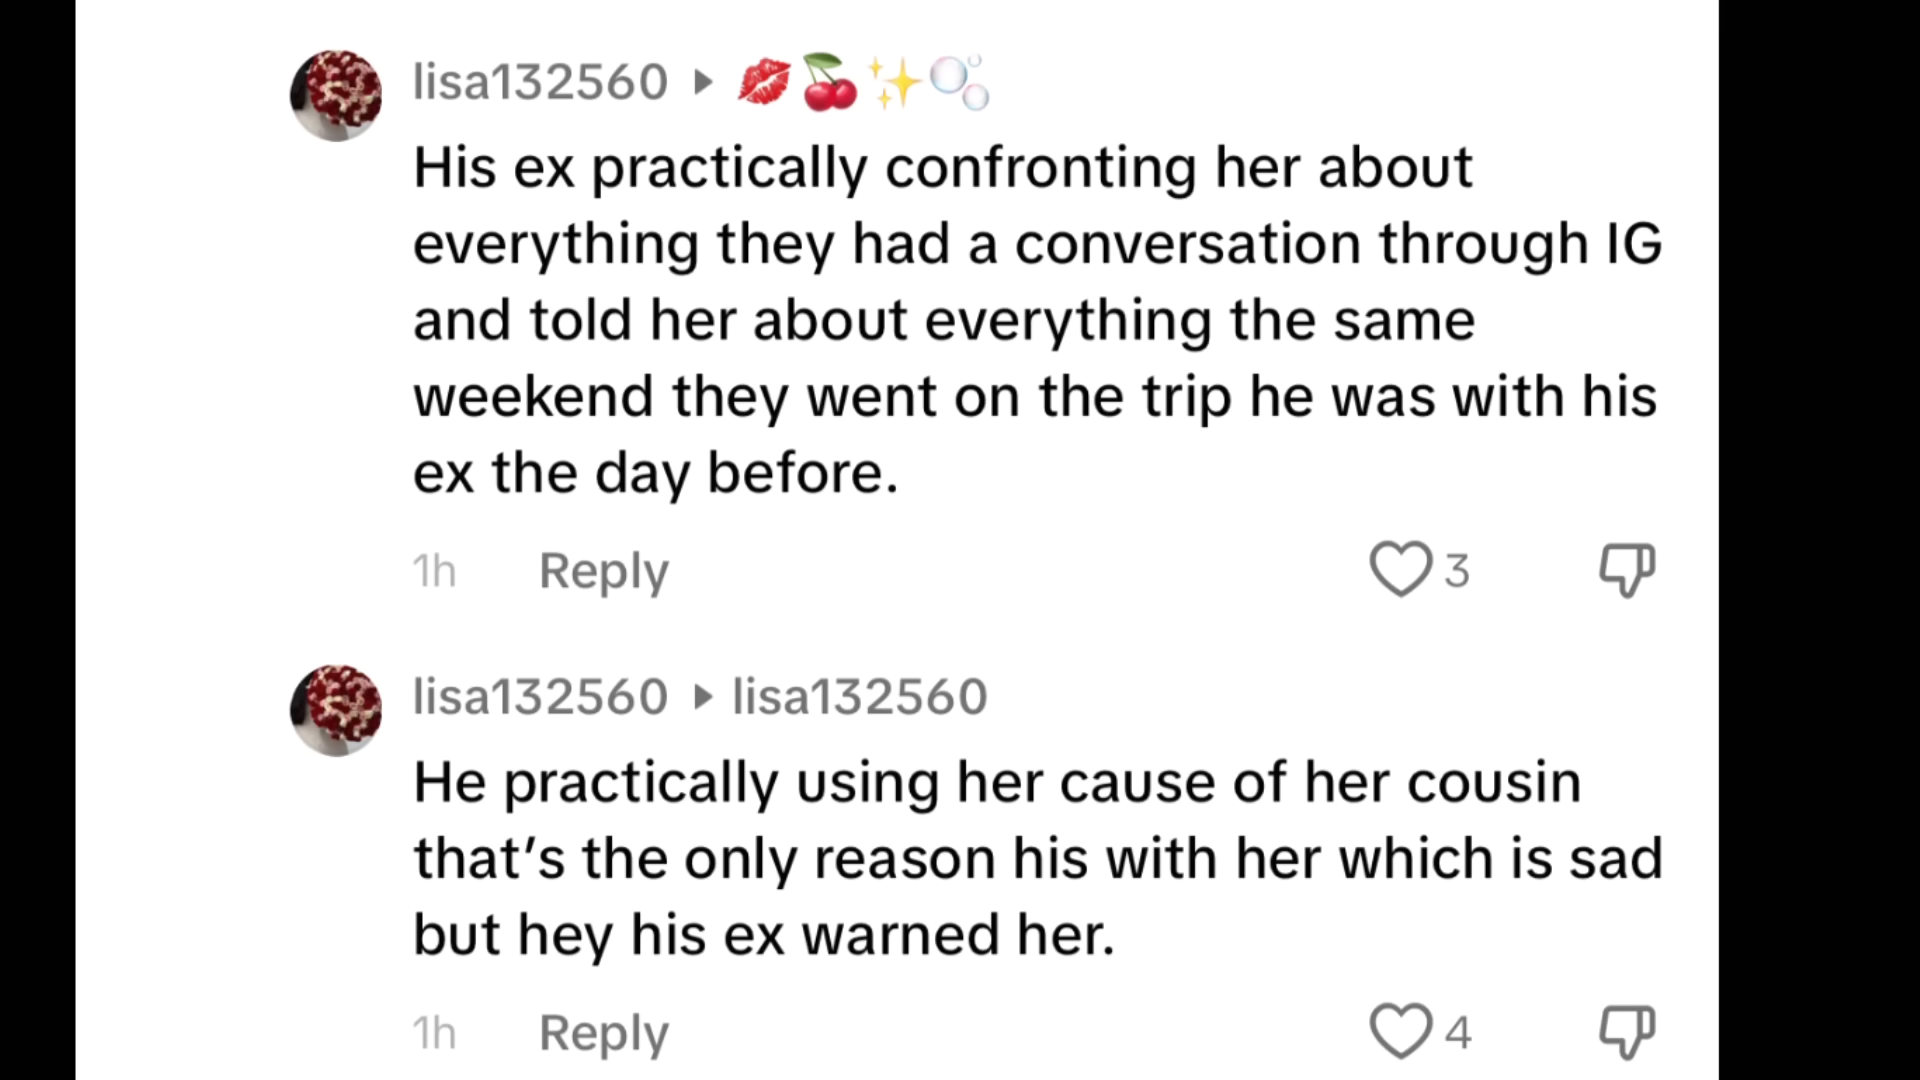 lisa132560 ▸ 💋🍒✨🫧
His ex practically confronting her about
everything they had a conversation through IG
and told her about everything the same
weekend they went on the trip he was with his
ex the day before.
1h Reply 3
lisa132560 ▸ lisa132560
He practically using her cause of her cousin
that’s the only reason his with her which is sad
but hey his ex warned her.
1h Reply 4